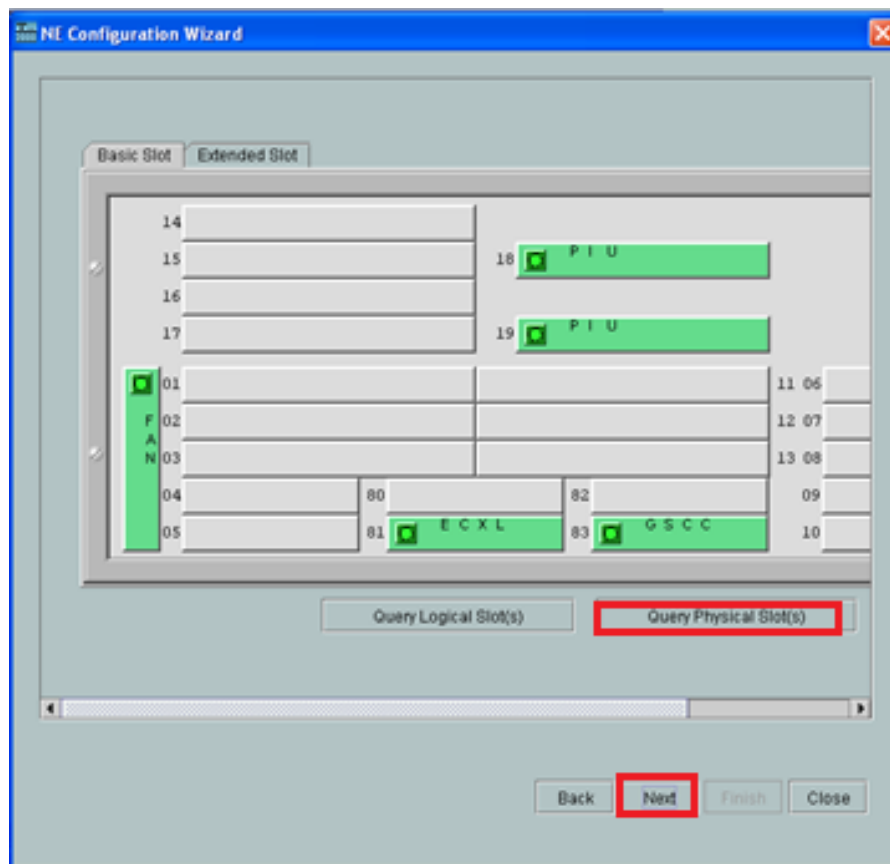 NE Configuration Wizard
Basic Slot Extended Slot
14
15 18 P I U
16
17 19 P I U
01 11 06
FAN 02 12 07
03 13 08
04 80 82 09
05 81 E C X L 83 G S C C 10
Query Logical Slot(s) Query Physical Slot(s)
Back Next Finish Close